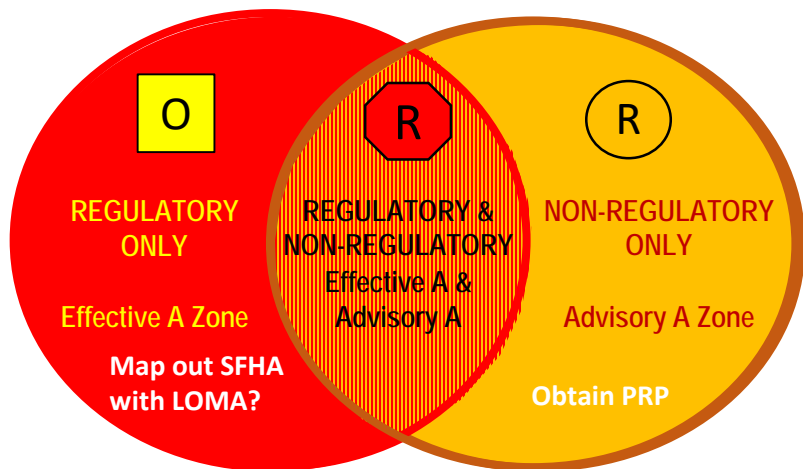 O
REGULATORY
ONLY
Effective A Zone
Map out SFHA
with LOMA?
R
REGULATORY &
NON-REGULATORY
Effective A &
Advisory A
R
NON-REGULATORY
ONLY
Advisory A Zone
Obtain PRP